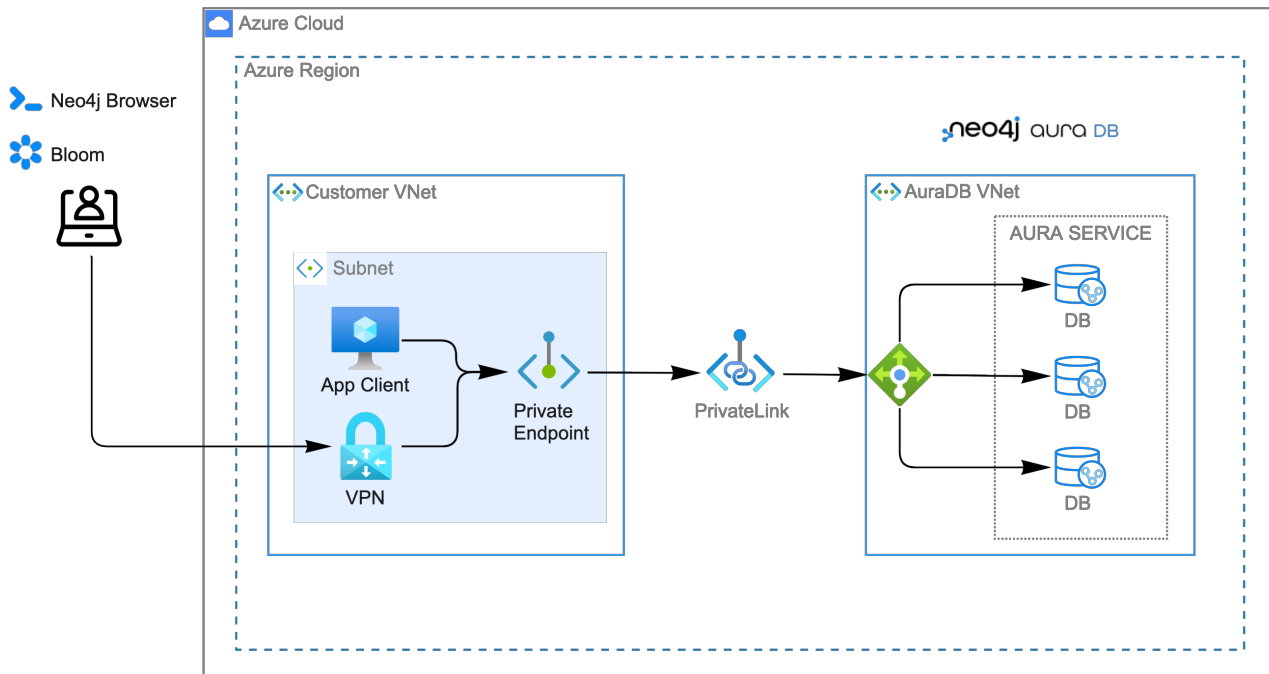 Azure Cloud
Azure Region
Neo4j Browser
Bloom
neo4j aura DB
Customer VNet
AuraDB VNet
AURA SERVICE
Subnet
DB
App Client
Private
Endpoint
PrivateLink
DB
VPN
DB